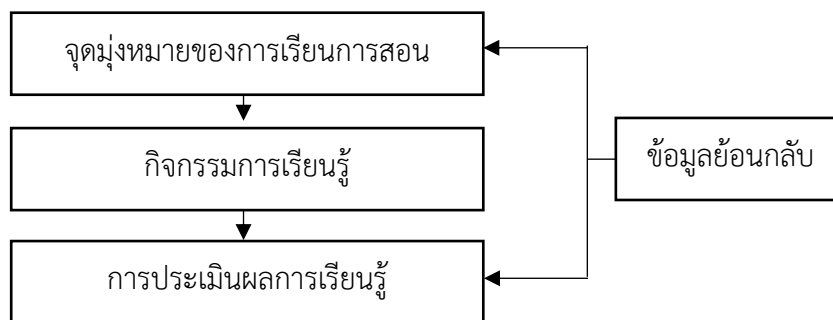 จุดมุ่งหมายของการเรียนการสอน
กิจกรรมการเรียนรู้
ข้อมูลย้อนกลับ
การประเมินผลการเรียนรู้